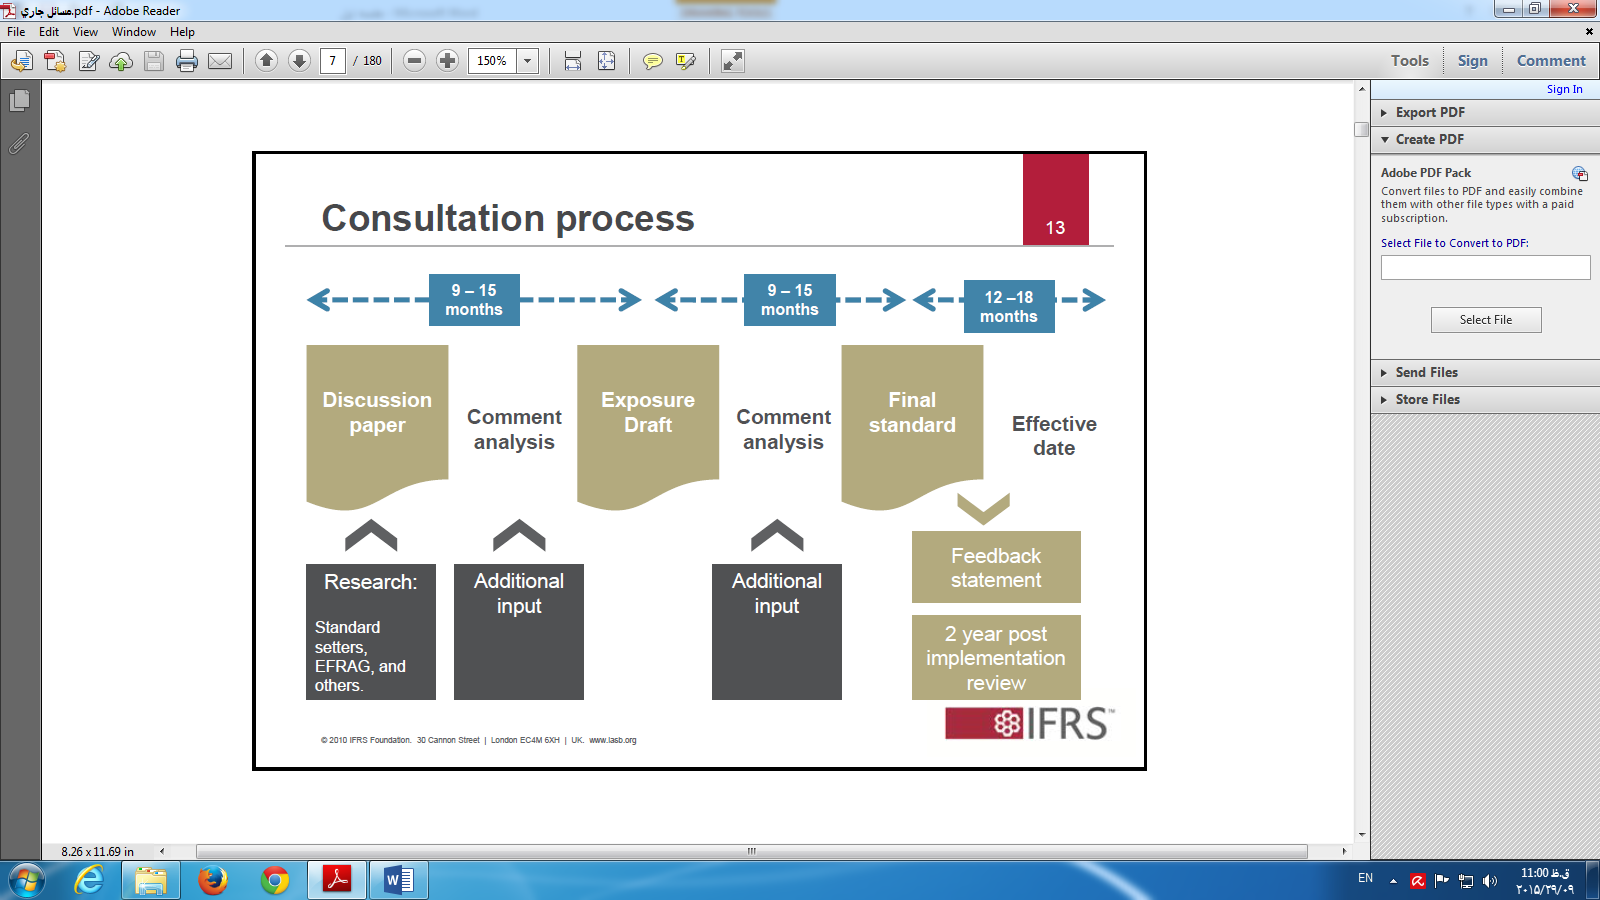 مسائل جاري.pdf - Adobe Reader
File Edit View Window Help
7 / 180 150% Tools Sign Comment
Sign In
Export PDF
Create PDF
Adobe PDF Pack
Convert files to PDF and easily combine
them with other file types with a paid
subscription.
Select File to Convert to PDF:
Select File
Send Files
Store Files
Consultation process
13
9 – 15
months
9 – 15
months
12 –18
months
Discussion
paper
Comment
analysis
Exposure
Draft
Comment
analysis
Final
standard
Effective
date
Research:
Standard
setters,
EFRAG, and
others.
Additional
input
Additional
input
Feedback
statement
2 year post
implementation
review
IFRS™
© 2010 IFRS Foundation. 30 Cannon Street | London EC4M 6XH | UK. www.iasb.org
8.26 x 11.69 in
EN
11:00 ق.ظ
۲۰۱۵/۲۹/۰۹